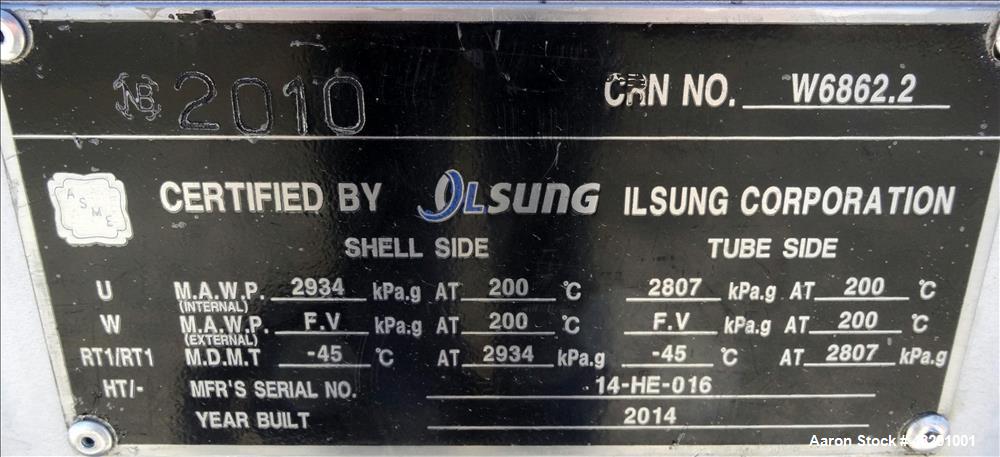 NB 2010 CRN NO. W6862.2
ASME CERTIFIED BY ILSUNG ILSUNG CORPORATION
SHELL SIDE TUBE SIDE
U M.A.W.P. (INTERNAL) 2934 kPa.g AT 200 °C 2807 kPa.g AT 200 °C
W M.A.W.P. (EXTERNAL) F.V kPa.g AT 200 °C F.V kPa.g AT 200 °C
RT1/RT1 M.D.M.T -45 °C AT 2934 kPa.g -45 °C AT 2807 kPa.g
HT/- MFR'S SERIAL NO. 14-HE-016
YEAR BUILT 2014
Aaron Stock #